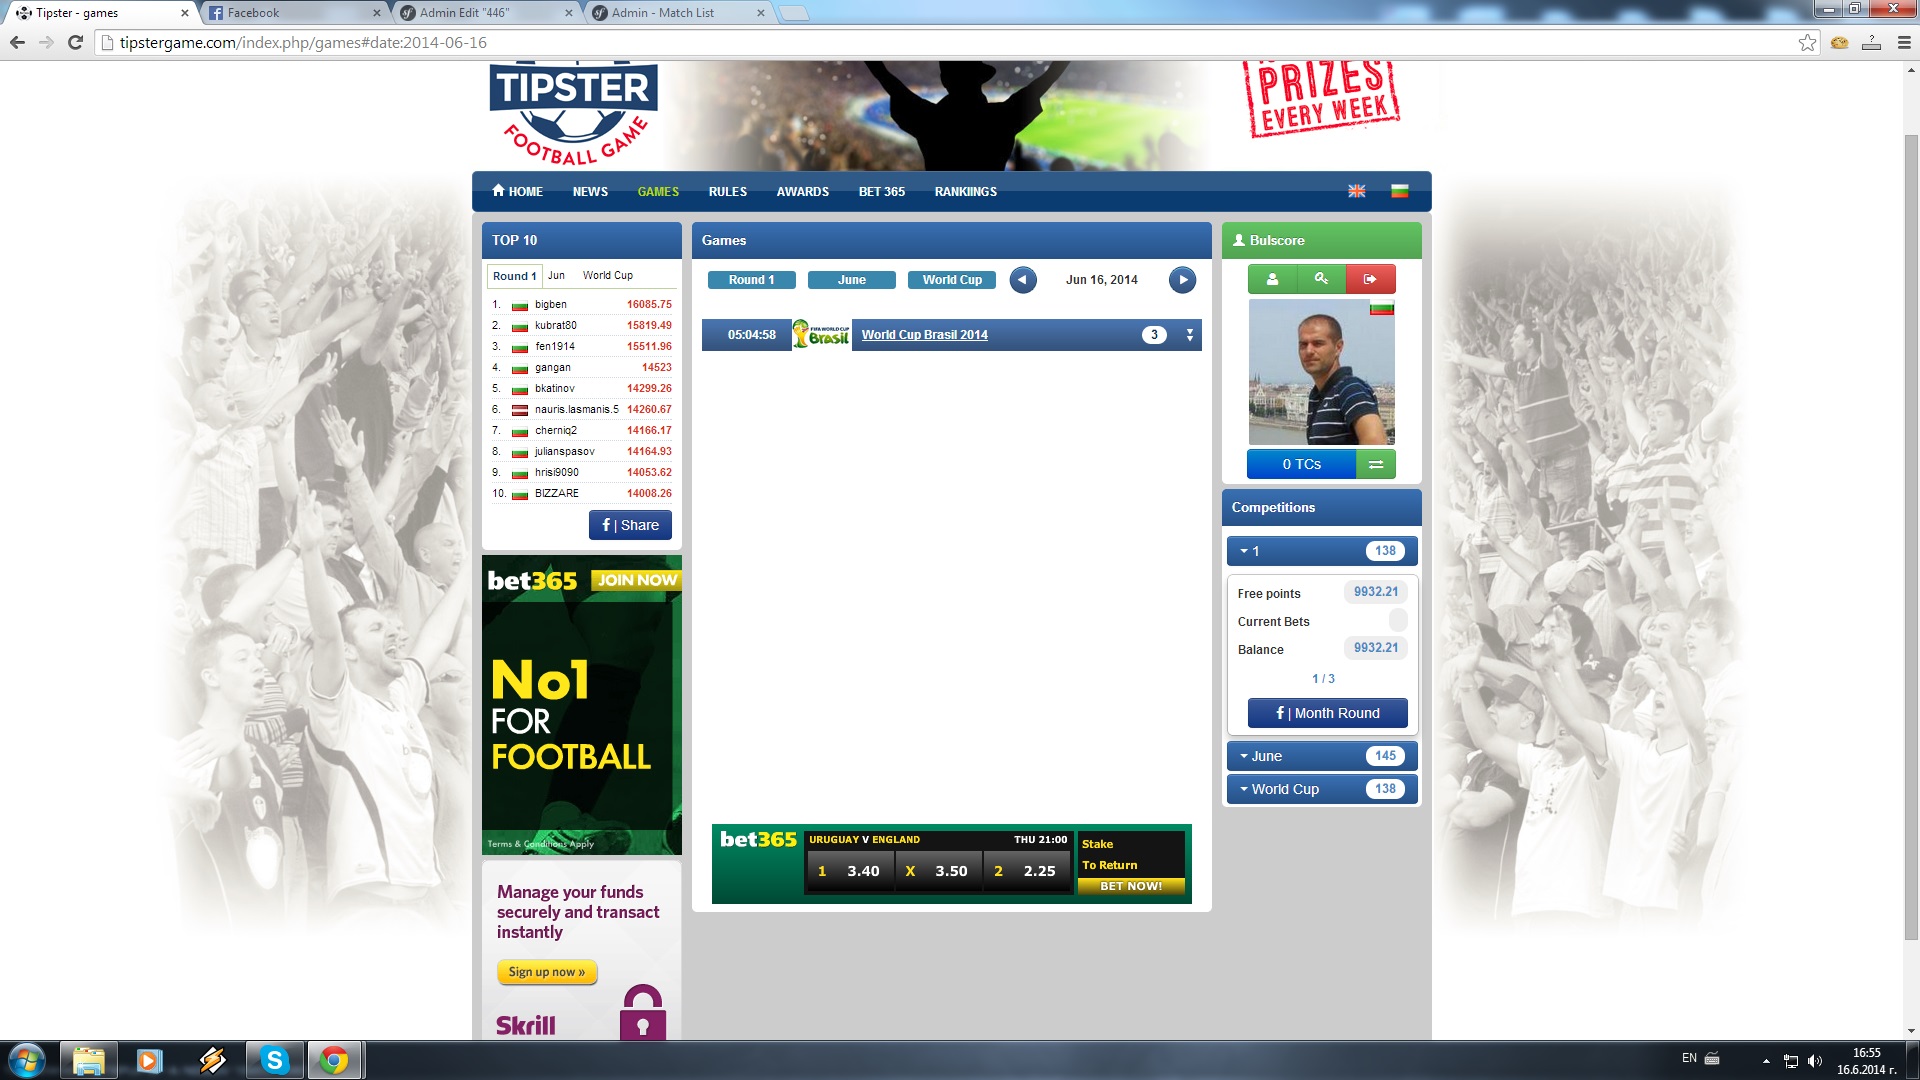 Tipster - games
Facebook
Admin Edit "446"
Admin - Match List
tipstergame.com/index.php/games#date:2014-06-16
TIPSTER
FOOTBALL GAME
PRIZES
EVERY WEEK
HOME
NEWS
GAMES
RULES
AWARDS
BET 365
RANKIINGS
TOP 10
Round 1
Jun
World Cup
1. bigben 16085.75
2. kubrat80 15819.49
3. fen1914 15511.96
4. gangan 14523
5. bkatinov 14299.26
6. nauris.lasmanis.5 14260.67
7. cherniq2 14166.17
8. julianspasov 14164.93
9. hrisi9090 14053.62
10. BIZZARE 14008.26
f | Share
bet365 JOIN NOW
No1
FOR
FOOTBALL
Terms & Conditions Apply
Manage your funds
securely and transact
instantly
Sign up now »
Skrill
Games
Round 1
June
World Cup
Jun 16, 2014
05:04:58
FIFA WORLD CUP
Brasil
World Cup Brasil 2014
3
bet365
URUGUAY V ENGLAND THU 21:00
1 3.40 X 3.50 2 2.25
Stake
To Return
BET NOW!
Bulscore
0 TCs
Competitions
1 138
Free points 9932.21
Current Bets
Balance 9932.21
1 / 3
f | Month Round
June 145
World Cup 138
EN
16:55
16.6.2014 г.